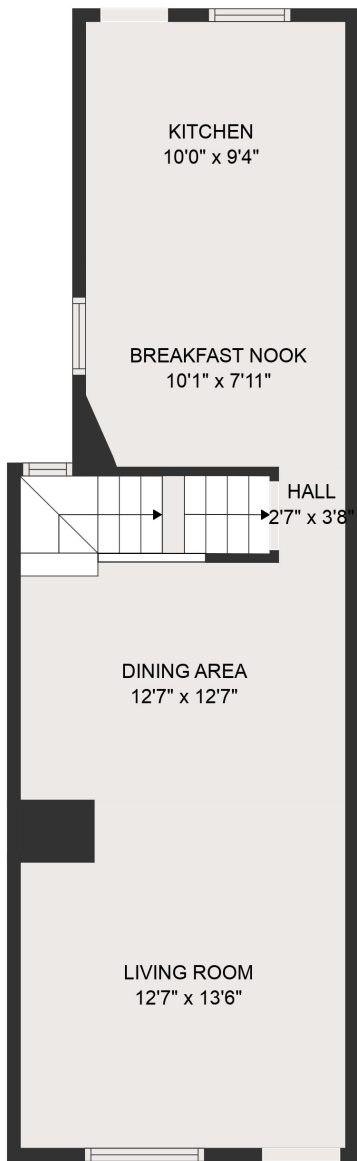 KITCHEN
10'0" x 9'4"
BREAKFAST NOOK
10'1" x 7'11"
HALL
2'7" x 3'8"
DINING AREA
12'7" x 12'7"
LIVING ROOM
12'7" x 13'6"